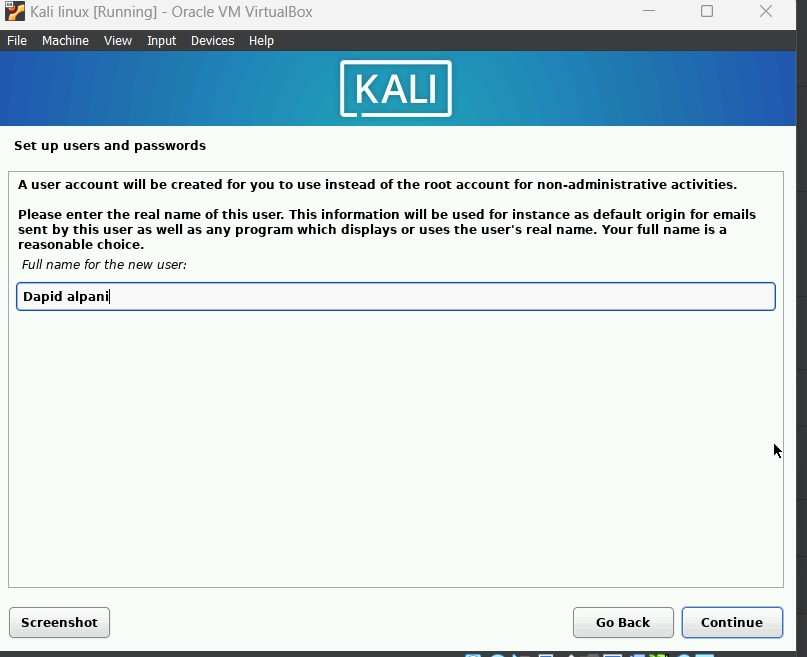 Kali linux [Running] - Oracle VM VirtualBox
File Machine View Input Devices Help
KALI
Set up users and passwords
A user account will be created for you to use instead of the root account for non-administrative activities.
Please enter the real name of this user. This information will be used for instance as default origin for emails
sent by this user as well as any program which displays or uses the user's real name. Your full name is a
reasonable choice.
Full name for the new user:
Dapid alpani
Screenshot Go Back Continue